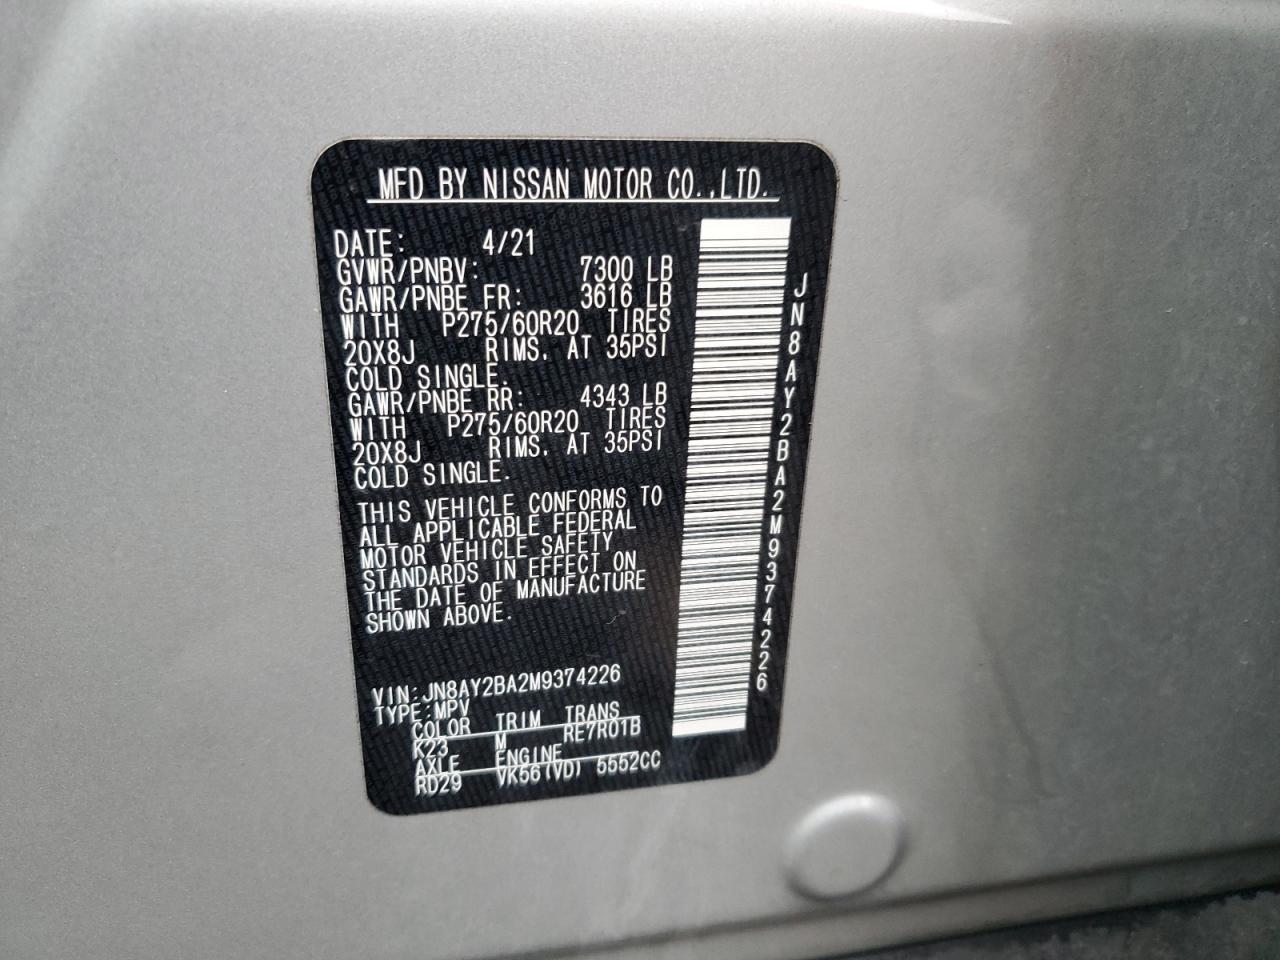 MFD BY NISSAN MOTOR CO.,LTD.
DATE: 4/21
GVWR/PNBV: 7300 LB
GAWR/PNBE FR: 3616 LB
WITH P275/60R20 TIRES
20X8J RIMS. AT 35PSI
COLD SINGLE.
GAWR/PNBE RR: 4343 LB
WITH P275/60R20 TIRES
20X8J RIMS. AT 35PSI
COLD SINGLE.
THIS VEHICLE CONFORMS TO
ALL APPLICABLE FEDERAL
MOTOR VEHICLE SAFETY
STANDARDS IN EFFECT ON
THE DATE OF MANUFACTURE
SHOWN ABOVE.
VIN:JN8AY2BA2M9374226
TYPE:MPV
COLOR TRIM TRANS
K23 M RE7R01B
AXLE ENGINE
RD29 VK56(VD) 5552CC
JN8AY2BA2M9374226